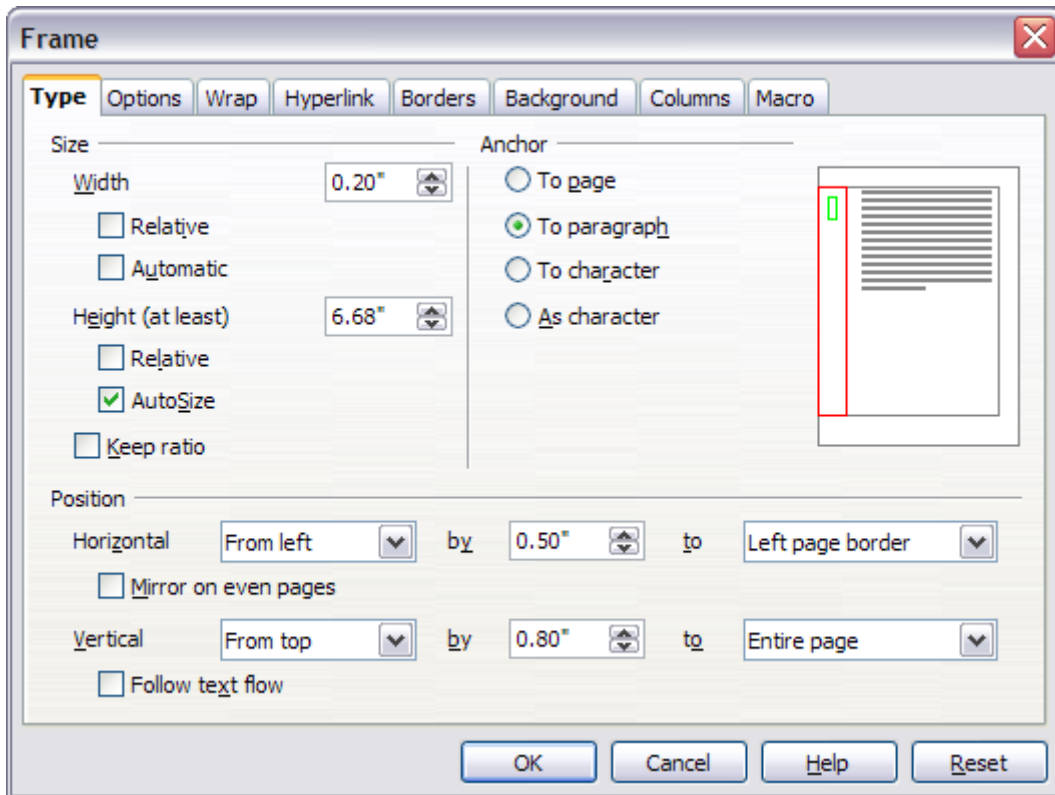 Frame
Type Options Wrap Hyperlink Borders Background Columns Macro
Size
Width 0.20"
Relative
Automatic
Height (at least) 6.68"
Relative
AutoSize
Keep ratio
Anchor
To page
To paragraph
To character
As character
Position
Horizontal From left by 0.50" to Left page border
Mirror on even pages
Vertical From top by 0.80" to Entire page
Follow text flow
OK Cancel Help Reset